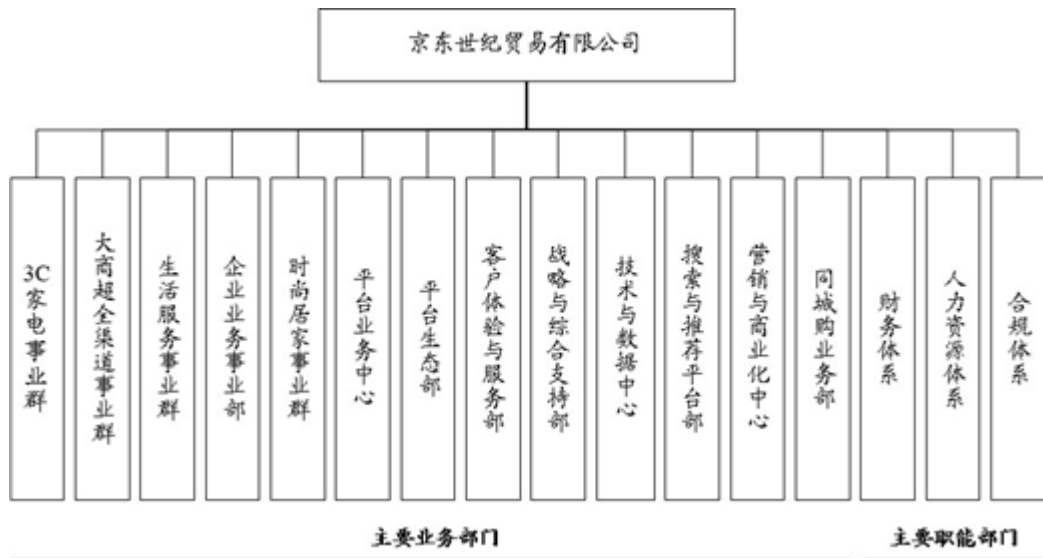 京东世纪贸易有限公司
3C家电事业群
大商超全渠道事业群
生活服务事业群
企业业务事业部
时尚居家事业群
平台业务中心
平台生态部
客户体验与服务部
战略与综合支持部
技术与数据中心
搜索与推荐平台部
营销与商业化中心
同城购业务部
财务体系
人力资源体系
合规体系
主要业务部门
主要职能部门